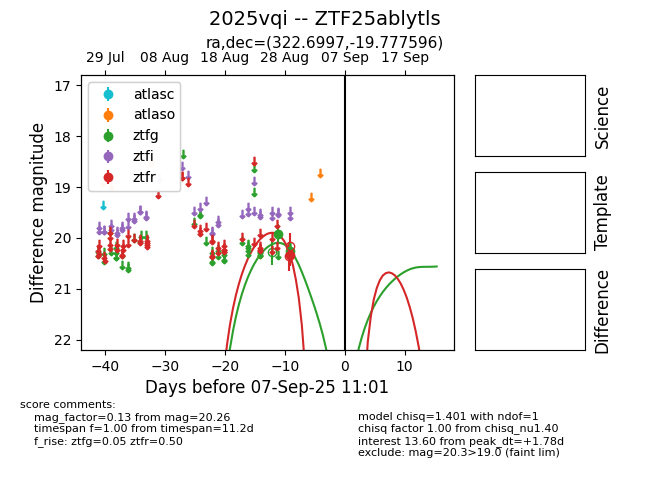 2025vqi -- ZTF25ablytls
ra,dec=(322.6997,-19.777596)
29 Jul 08 Aug 18 Aug 28 Aug 07 Sep 17 Sep
atlasc
atlaso
ztfg
ztfi
ztfr
17
18
19
20
21
22
Difference magnitude
−40 −30 −20 −10 0 10
Days before 07-Sep-25 11:01
Science
Template
Difference
score comments:
mag_factor=0.13 from mag=20.26
timespan f=1.00 from timespan=11.2d
f_rise: ztfg=0.05 ztfr=0.50
model chisq=1.401 with ndof=1
chisq factor 1.00 from chisq_nu1.40
interest 13.60 from peak_dt=+1.78d
exclude: mag=20.3>19.0 (faint lim)